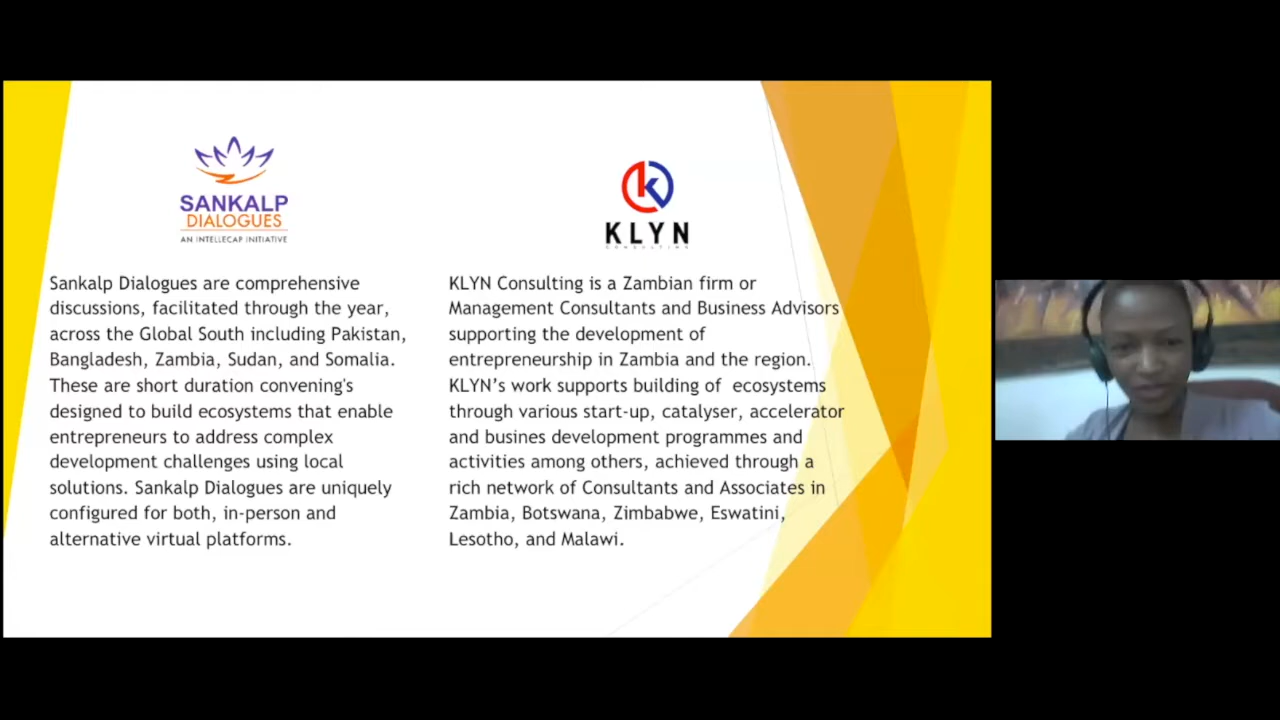 SANKALP
DIALOGUES
AN INTELLECAP INITIATIVE
Sankalp Dialogues are comprehensive
discussions, facilitated through the year,
across the Global South including Pakistan,
Bangladesh, Zambia, Sudan, and Somalia.
These are short duration convening's
designed to build ecosystems that enable
entrepreneurs to address complex
development challenges using local
solutions. Sankalp Dialogues are uniquely
configured for both, in-person and
alternative virtual platforms.
k
KLYN
CONSULTING
KLYN Consulting is a Zambian firm or
Management Consultants and Business Advisors
supporting the development of
entrepreneurship in Zambia and the region.
KLYN’s work supports building of ecosystems
through various start-up, catalyser, accelerator
and busines development programmes and
activities among others, achieved through a
rich network of Consultants and Associates in
Zambia, Botswana, Zimbabwe, Eswatini,
Lesotho, and Malawi.